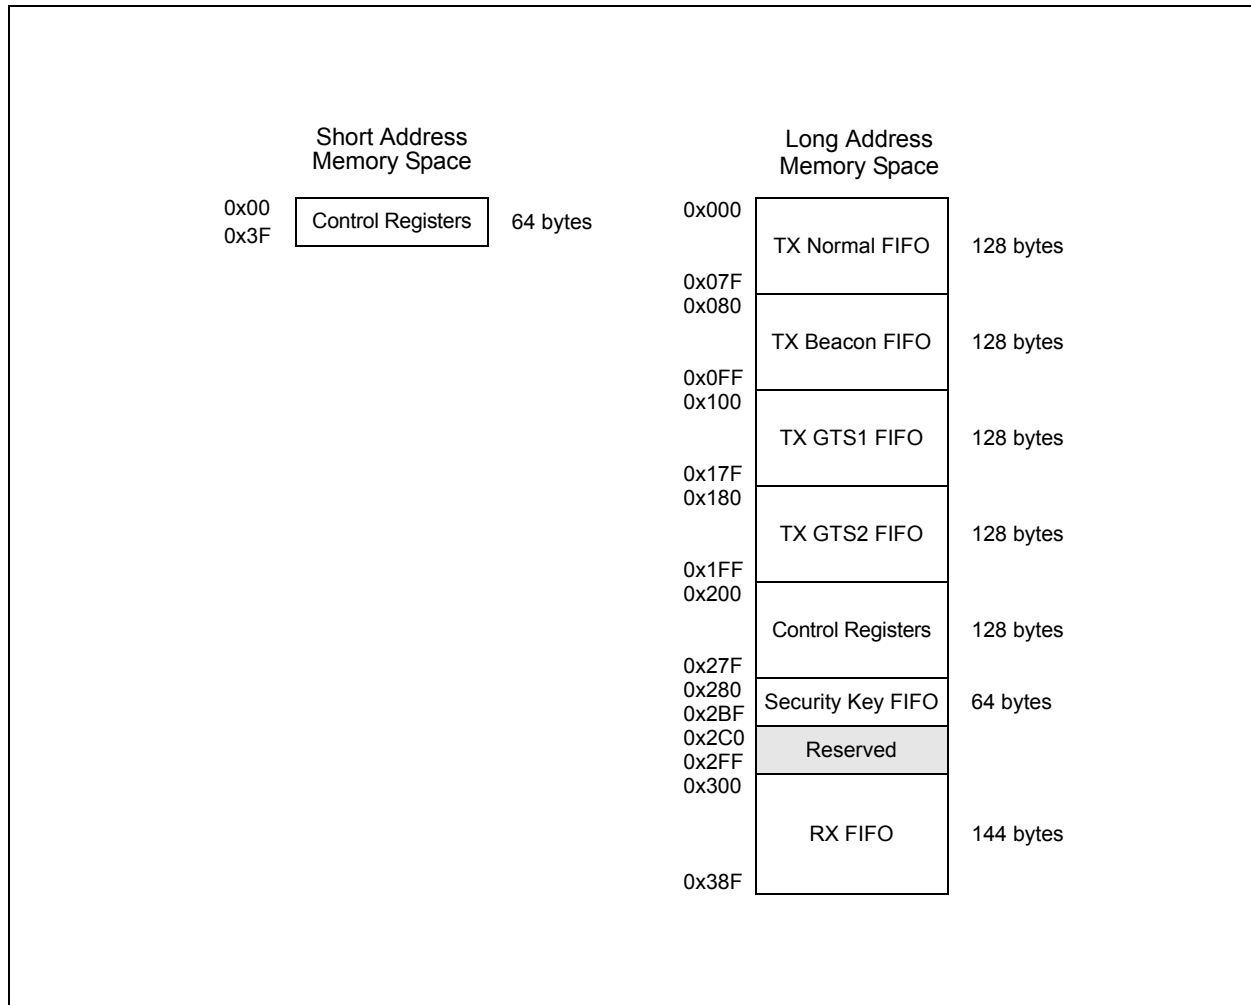 Short Address
Memory Space
0x00
0x3F
Control Registers
64 bytes
Long Address
Memory Space
0x000
TX Normal FIFO
128 bytes
0x07F
0x080
TX Beacon FIFO
128 bytes
0x0FF
0x100
TX GTS1 FIFO
128 bytes
0x17F
0x180
TX GTS2 FIFO
128 bytes
0x1FF
0x200
Control Registers
128 bytes
0x27F
0x280
Security Key FIFO
64 bytes
0x2BF
0x2C0
Reserved
0x2FF
0x300
RX FIFO
144 bytes
0x38F